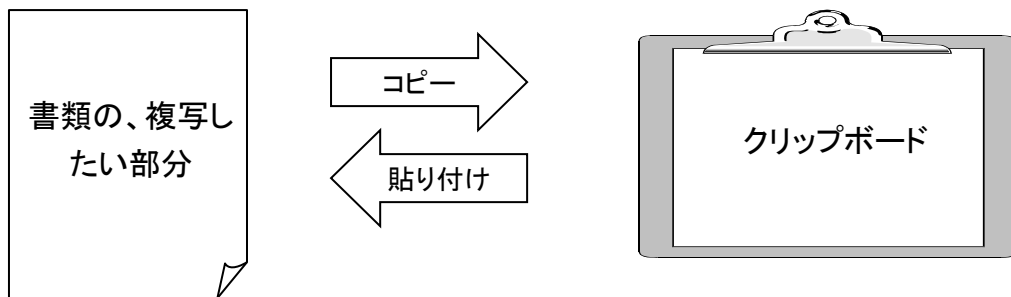 書類の、複写し
たい部分
コピー
貼り付け
クリップボード